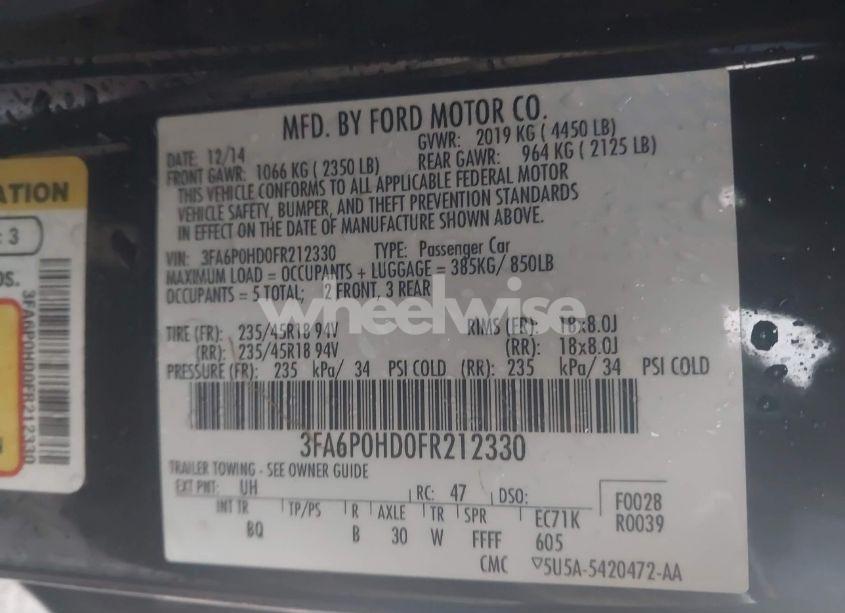 ATION
: 3
OS.
3FA6P0HD0FR212330
N
MFD. BY FORD MOTOR CO.
DATE: 12/14 GVWR: 2019 KG ( 4450 LB)
FRONT GAWR: 1066 KG ( 2350 LB) REAR GAWR: 964 KG ( 2125 LB)
THIS VEHICLE CONFORMS TO ALL APPLICABLE FEDERAL MOTOR
VEHICLE SAFETY, BUMPER, AND THEFT PREVENTION STANDARDS
IN EFFECT ON THE DATE OF MANUFACTURE SHOWN ABOVE.
VIN: 3FA6P0HD0FR212330 TYPE: Passenger Car
MAXIMUM LOAD = OCCUPANTS + LUGGAGE = 385KG/ 850LB
OCCUPANTS = 5 TOTAL; 2 FRONT, 3 REAR
wheelwise
TIRE (FR): 235/45R18 94V RIMS (FR): 18x8.0J
(RR): 235/45R18 94V (RR): 18x8.0J
PRESSURE (FR): 235 kPa/ 34 PSI COLD (RR): 235 kPa/ 34 PSI COLD
3FA6P0HD0FR212330
TRAILER TOWING - SEE OWNER GUIDE
EXT PNT: UH RC: 47 DSO: F0028
INT TR TP/PS R AXLE TR SPR EC71K R0039
BQ B 30 W FFFF 605
CMC ▽5U5A-5420472-AA